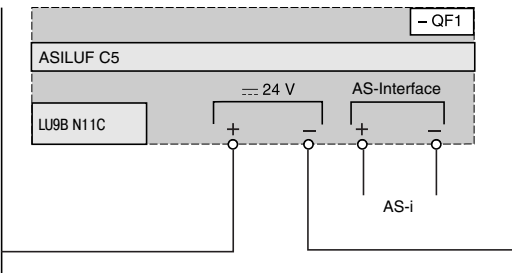 – QF1
ASILUF C5
⎓ 24 V
AS-Interface
LU9B N11C
+
–
+
–
AS-i